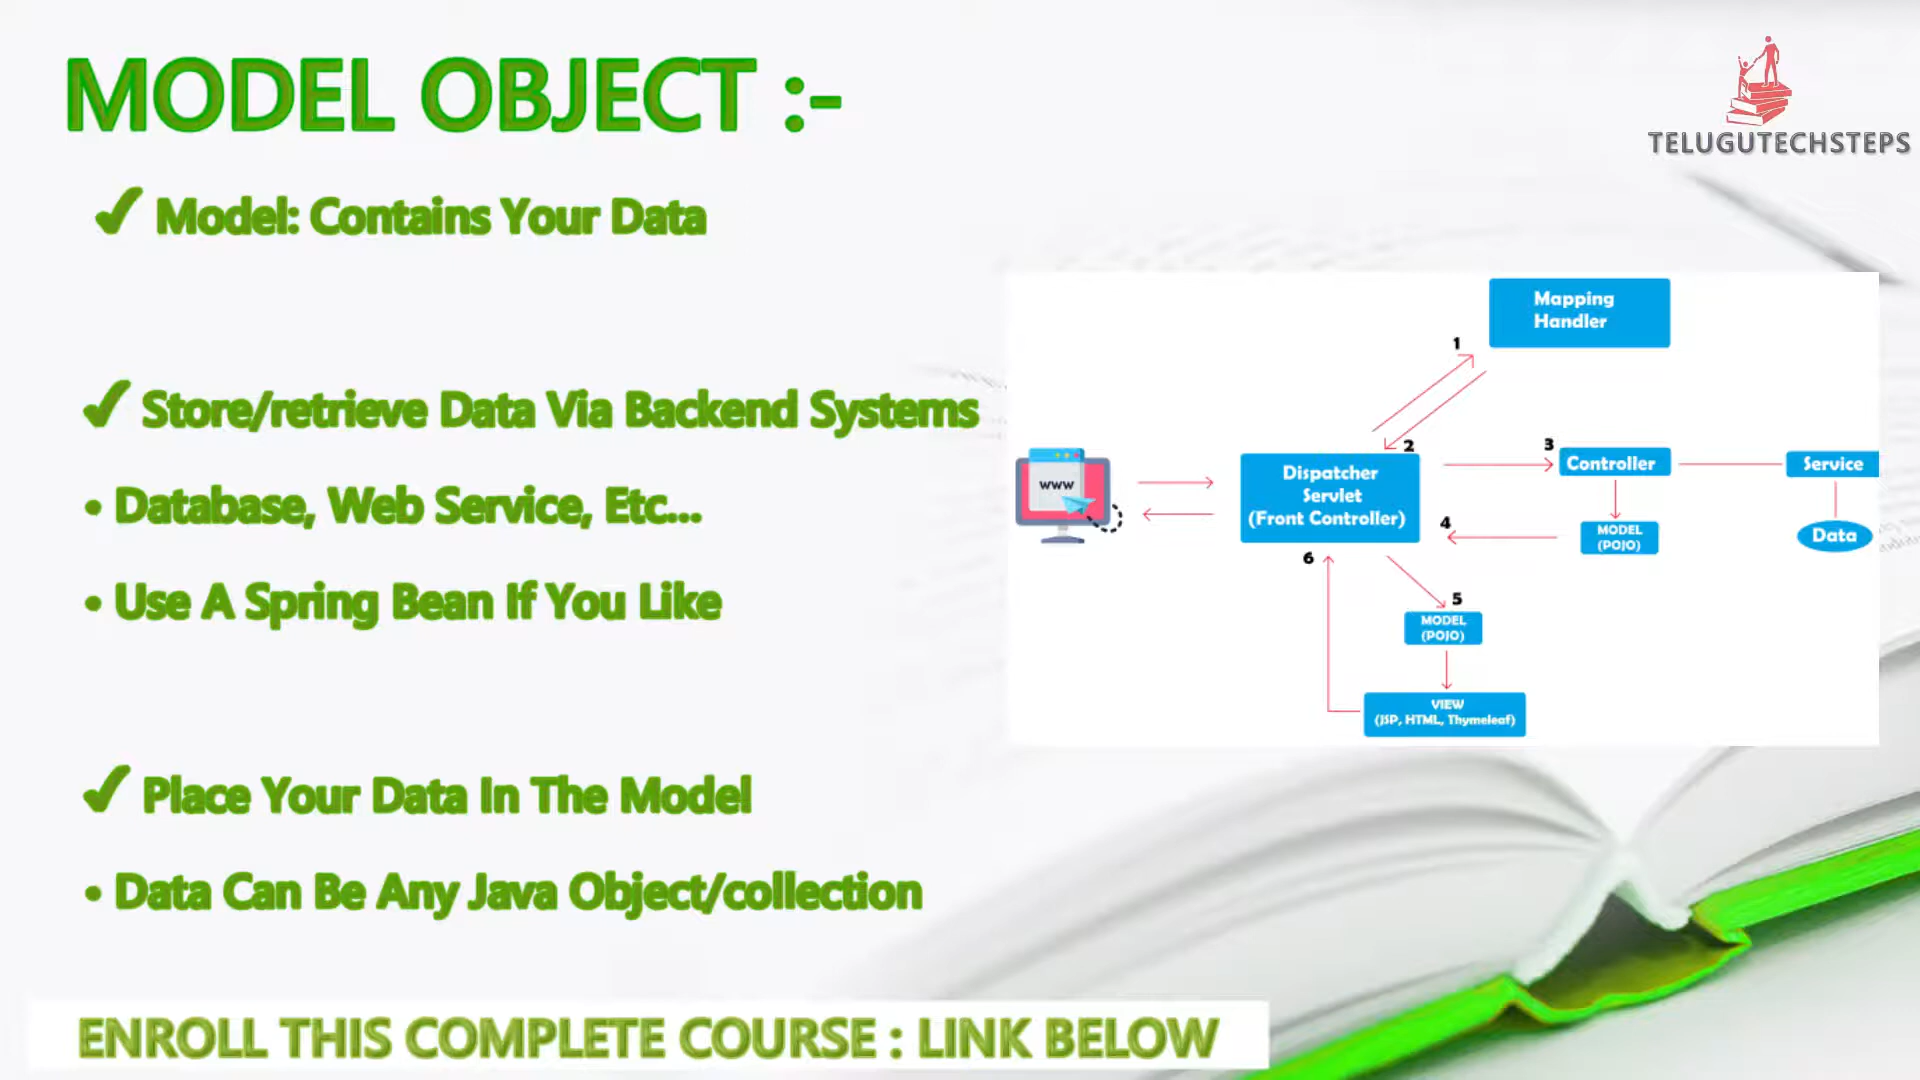 MODEL OBJECT :-
TELUGUTECHSTEPS
✔ Model: Contains Your Data
✔ Store/retrieve Data Via Backend Systems
• Database, Web Service, Etc...
• Use A Spring Bean If You Like
✔ Place Your Data In The Model
• Data Can Be Any Java Object/collection
Mapping
Handler
1
2
3
Controller
Service
www
Dispatcher
Servlet
(Front Controller)
4
MODEL
(POJO)
Data
6
5
MODEL
(POJO)
VIEW
(JSP, HTML, Thymeleaf)
ENROLL THIS COMPLETE COURSE : LINK BELOW